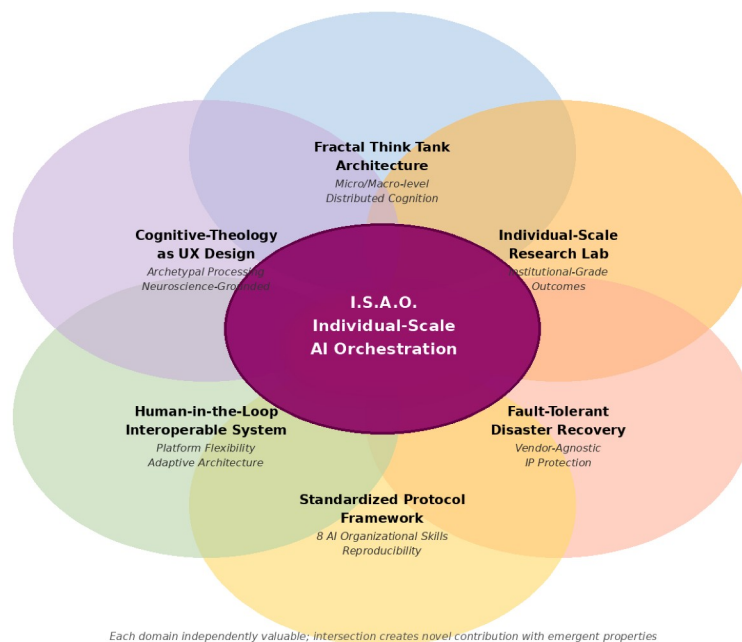 Fractal Think Tank
Architecture
Micro/Macro-level
Distributed Cognition
Cognitive-Theology
as UX Design
Archetypal Processing
Neuroscience-Grounded
Individual-Scale
Research Lab
Institutional-Grade
Outcomes
I.S.A.O.
Individual-Scale
AI Orchestration
Human-in-the-Loop
Interoperable System
Platform Flexibility
Adaptive Architecture
Fault-Tolerant
Disaster Recovery
Vendor-Agnostic
IP Protection
Standardized Protocol
Framework
8 AI Organizational Skills
Reproducibility
Each domain independently valuable; intersection creates novel contribution with emergent properties